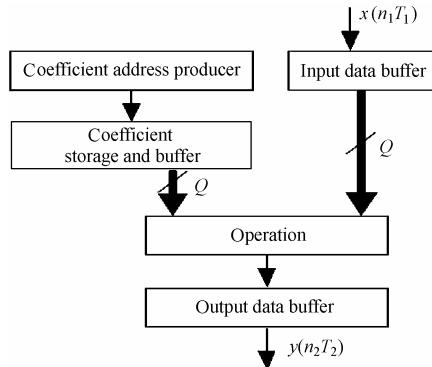 x(n₁T₁)
Coefficient address producer
Input data buffer
Coefficient
storage and buffer
Q
Q
Operation
Output data buffer
y(n₂T₂)